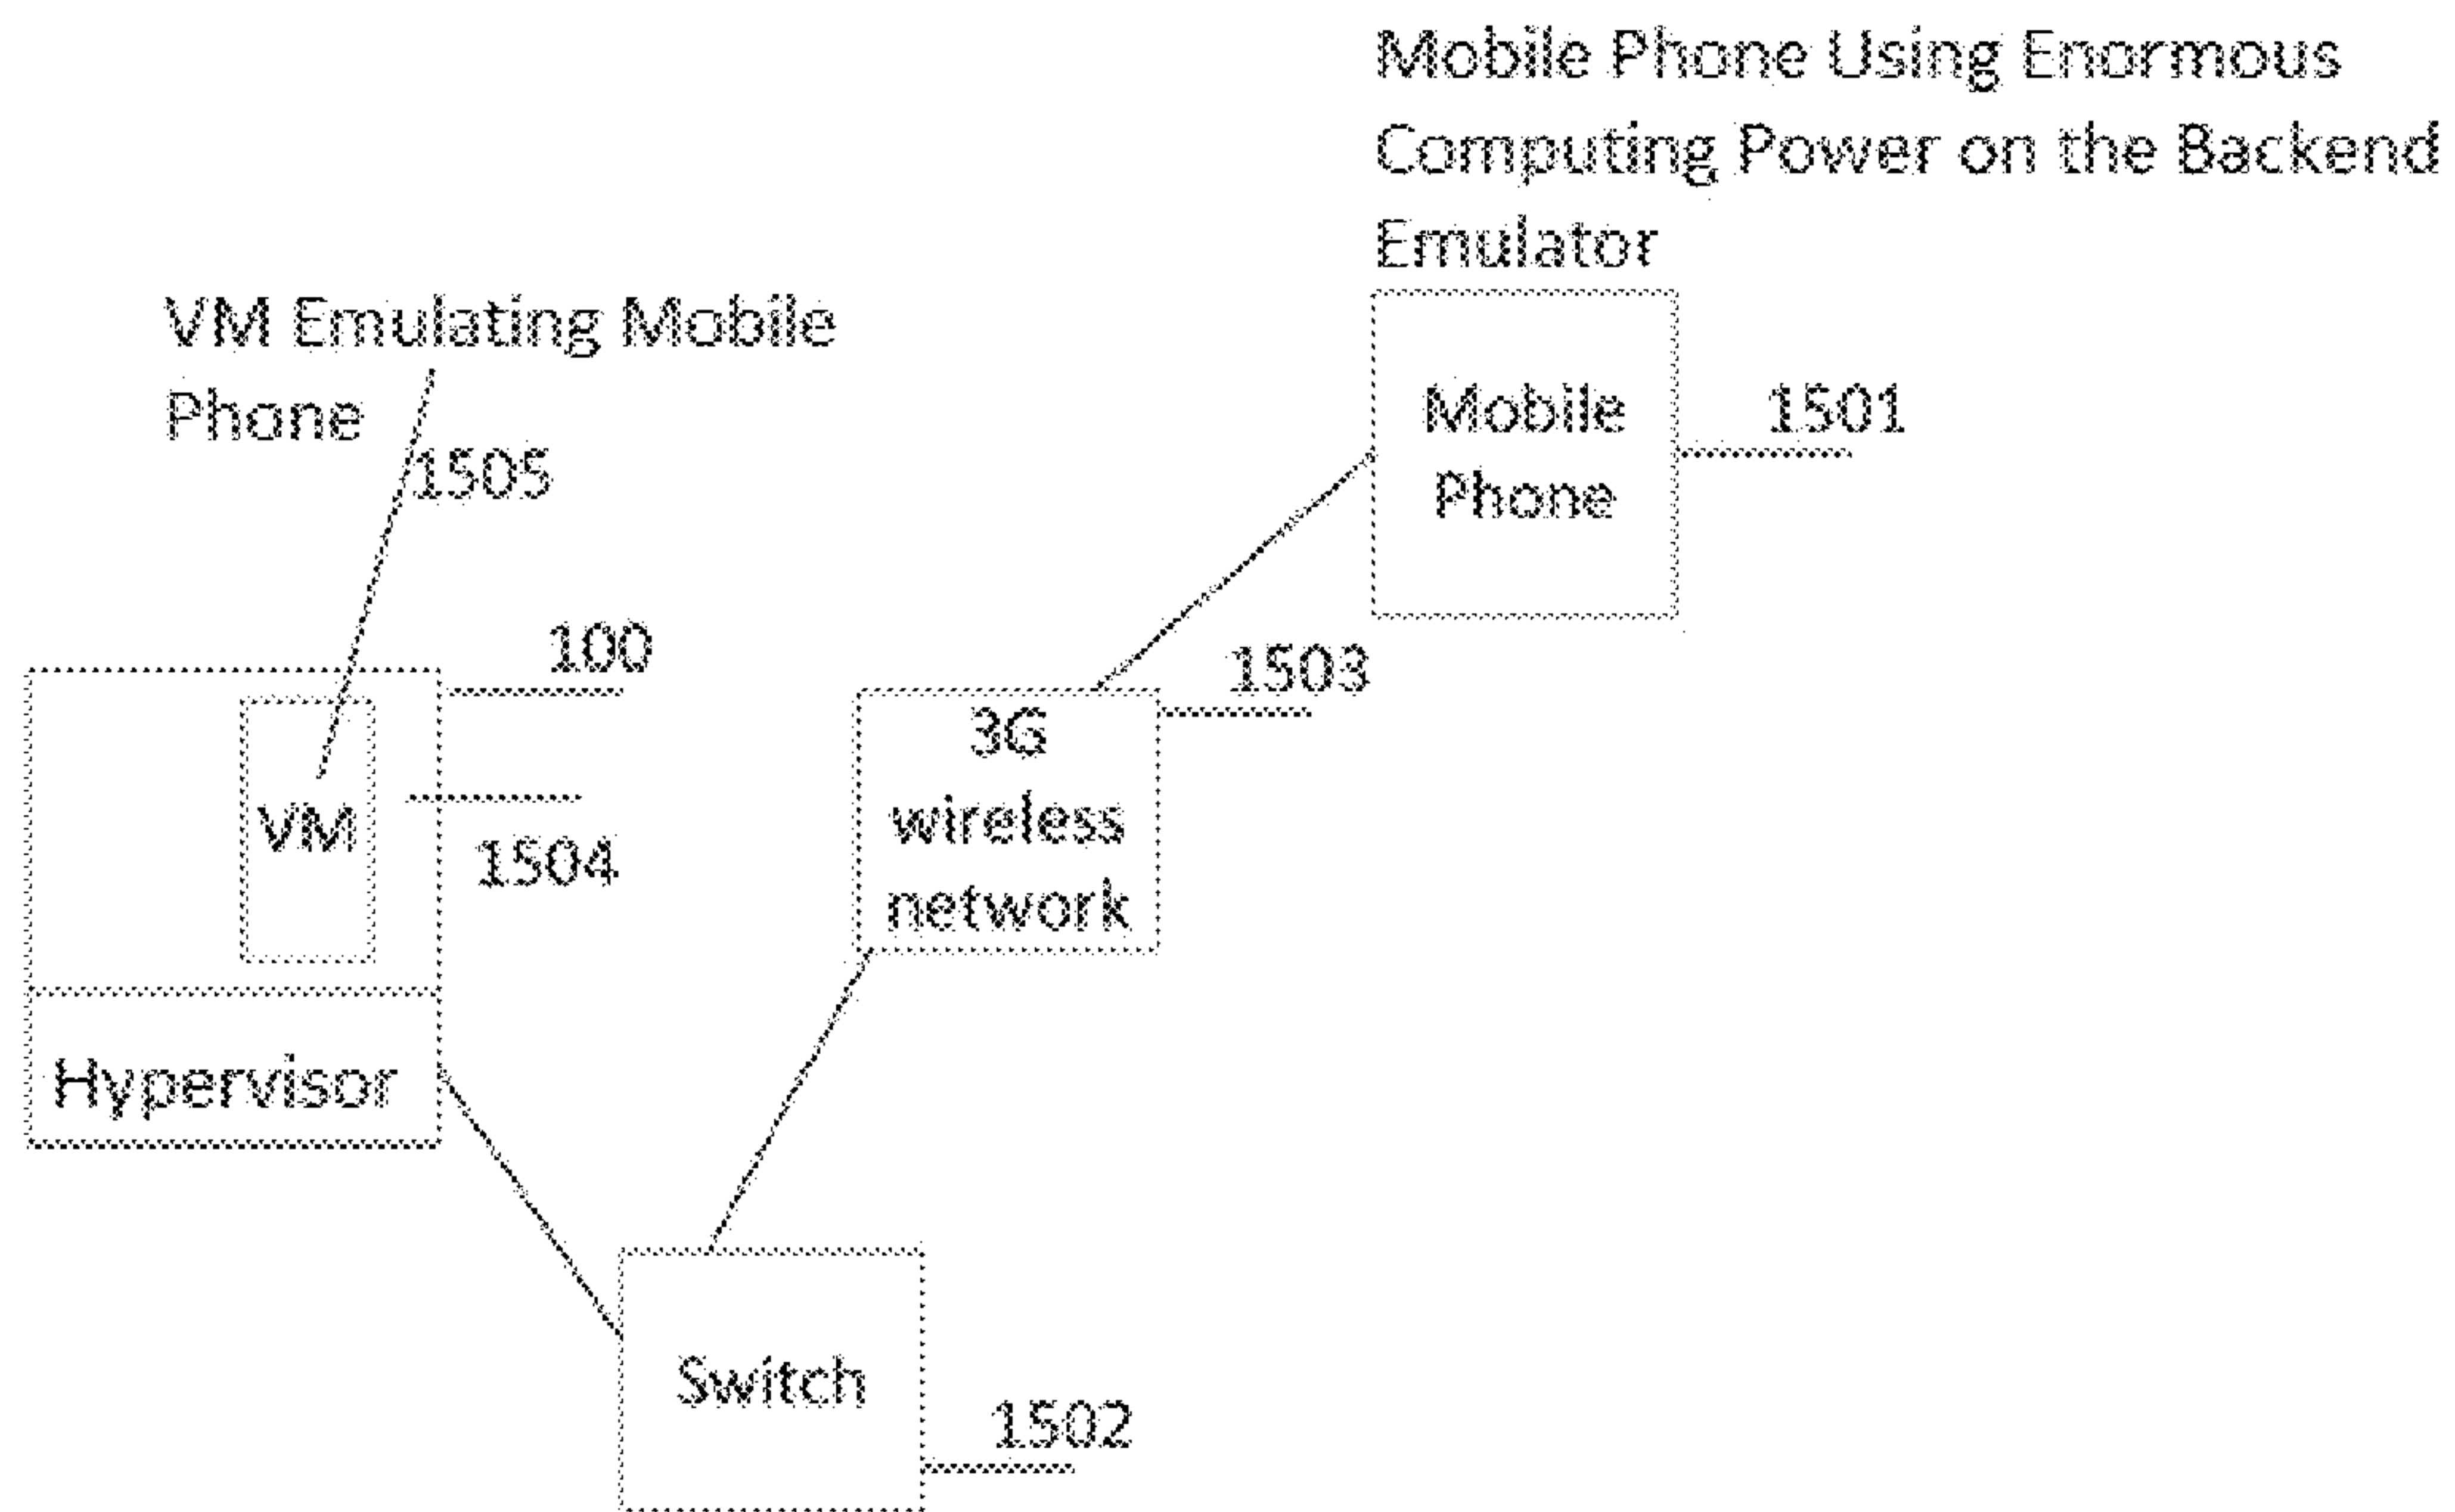 Mobile Phone Using Enormous
Computing Power on the Backend
Emulator
VM Emulating Mobile
Phone
1505
Mobile
Phone
1501
100
1503
3G
wireless
network
VM
1504
Hypervisor
Switch
1502